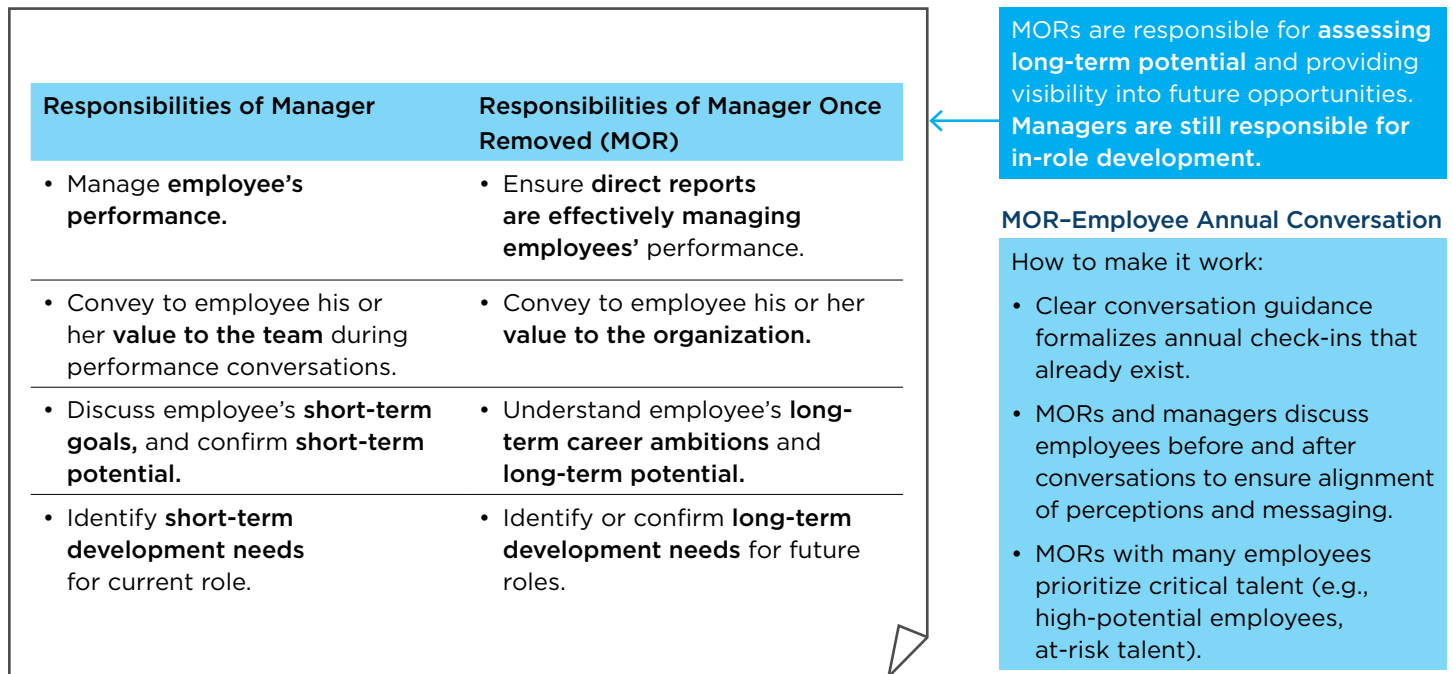 Responsibilities of Manager
Responsibilities of Manager Once
Removed (MOR)
• Manage employee’s
performance.
• Ensure direct reports
are effectively managing
employees’ performance.
• Convey to employee his or
her value to the team during
performance conversations.
• Convey to employee his or her
value to the organization.
• Discuss employee’s short-term
goals, and confirm short-term
potential.
• Understand employee’s long-
term career ambitions and
long-term potential.
• Identify short-term
development needs
for current role.
• Identify or confirm long-term
development needs for future
roles.
MORs are responsible for assessing
long-term potential and providing
visibility into future opportunities.
Managers are still responsible for
in-role development.
MOR–Employee Annual Conversation
How to make it work:
• Clear conversation guidance
formalizes annual check-ins that
already exist.
• MORs and managers discuss
employees before and after
conversations to ensure alignment
of perceptions and messaging.
• MORs with many employees
prioritize critical talent (e.g.,
high-potential employees,
at-risk talent).